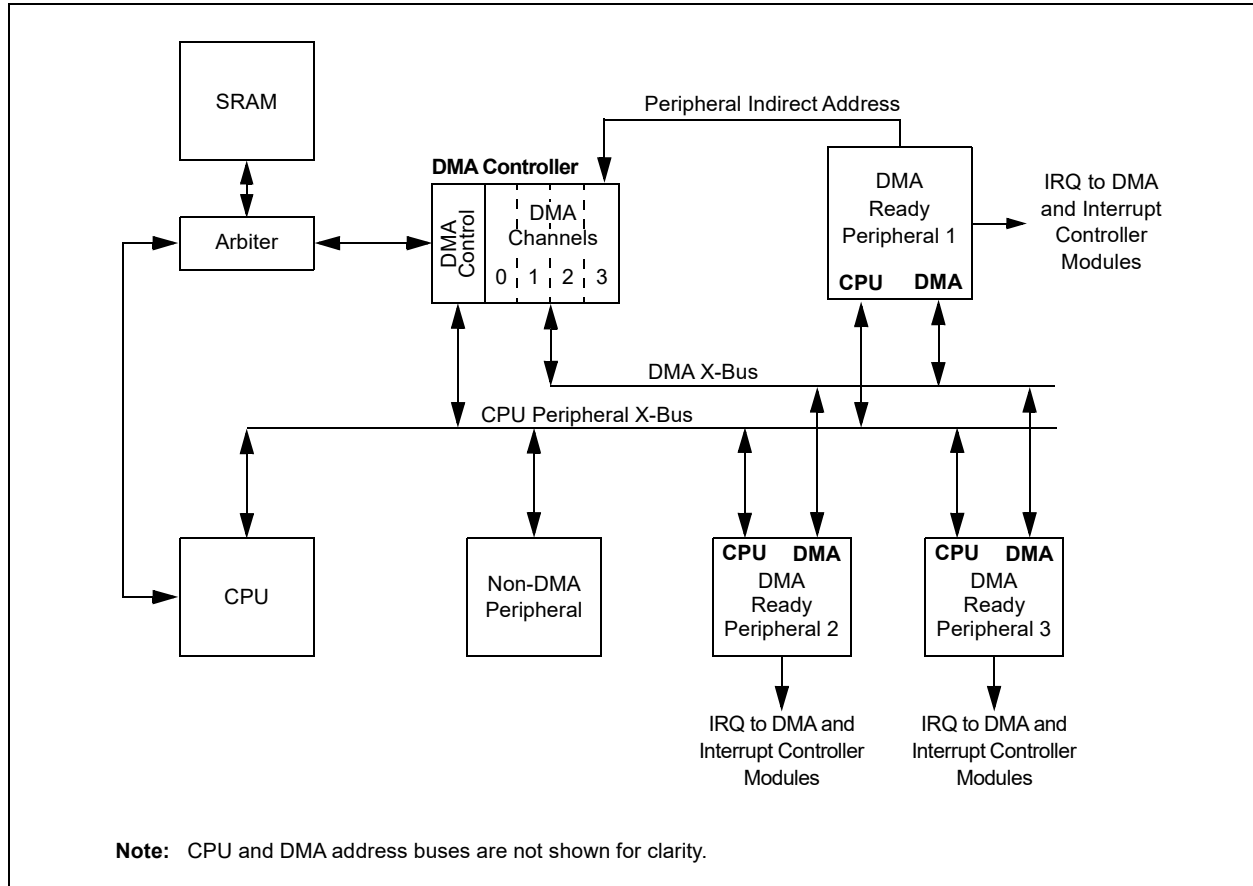 SRAM
Peripheral Indirect Address
DMA Controller
DMA
Ready
Peripheral 1
CPU DMA
IRQ to DMA
and Interrupt
Controller
Modules
Arbiter
DMA
Control
DMA
Channels
0 1 2 3
DMA X-Bus
CPU Peripheral X-Bus
CPU
Non-DMA
Peripheral
CPU DMA
DMA
Ready
Peripheral 2
CPU DMA
DMA
Ready
Peripheral 3
IRQ to DMA and
Interrupt Controller
Modules
IRQ to DMA and
Interrupt Controller
Modules
Note: CPU and DMA address buses are not shown for clarity.